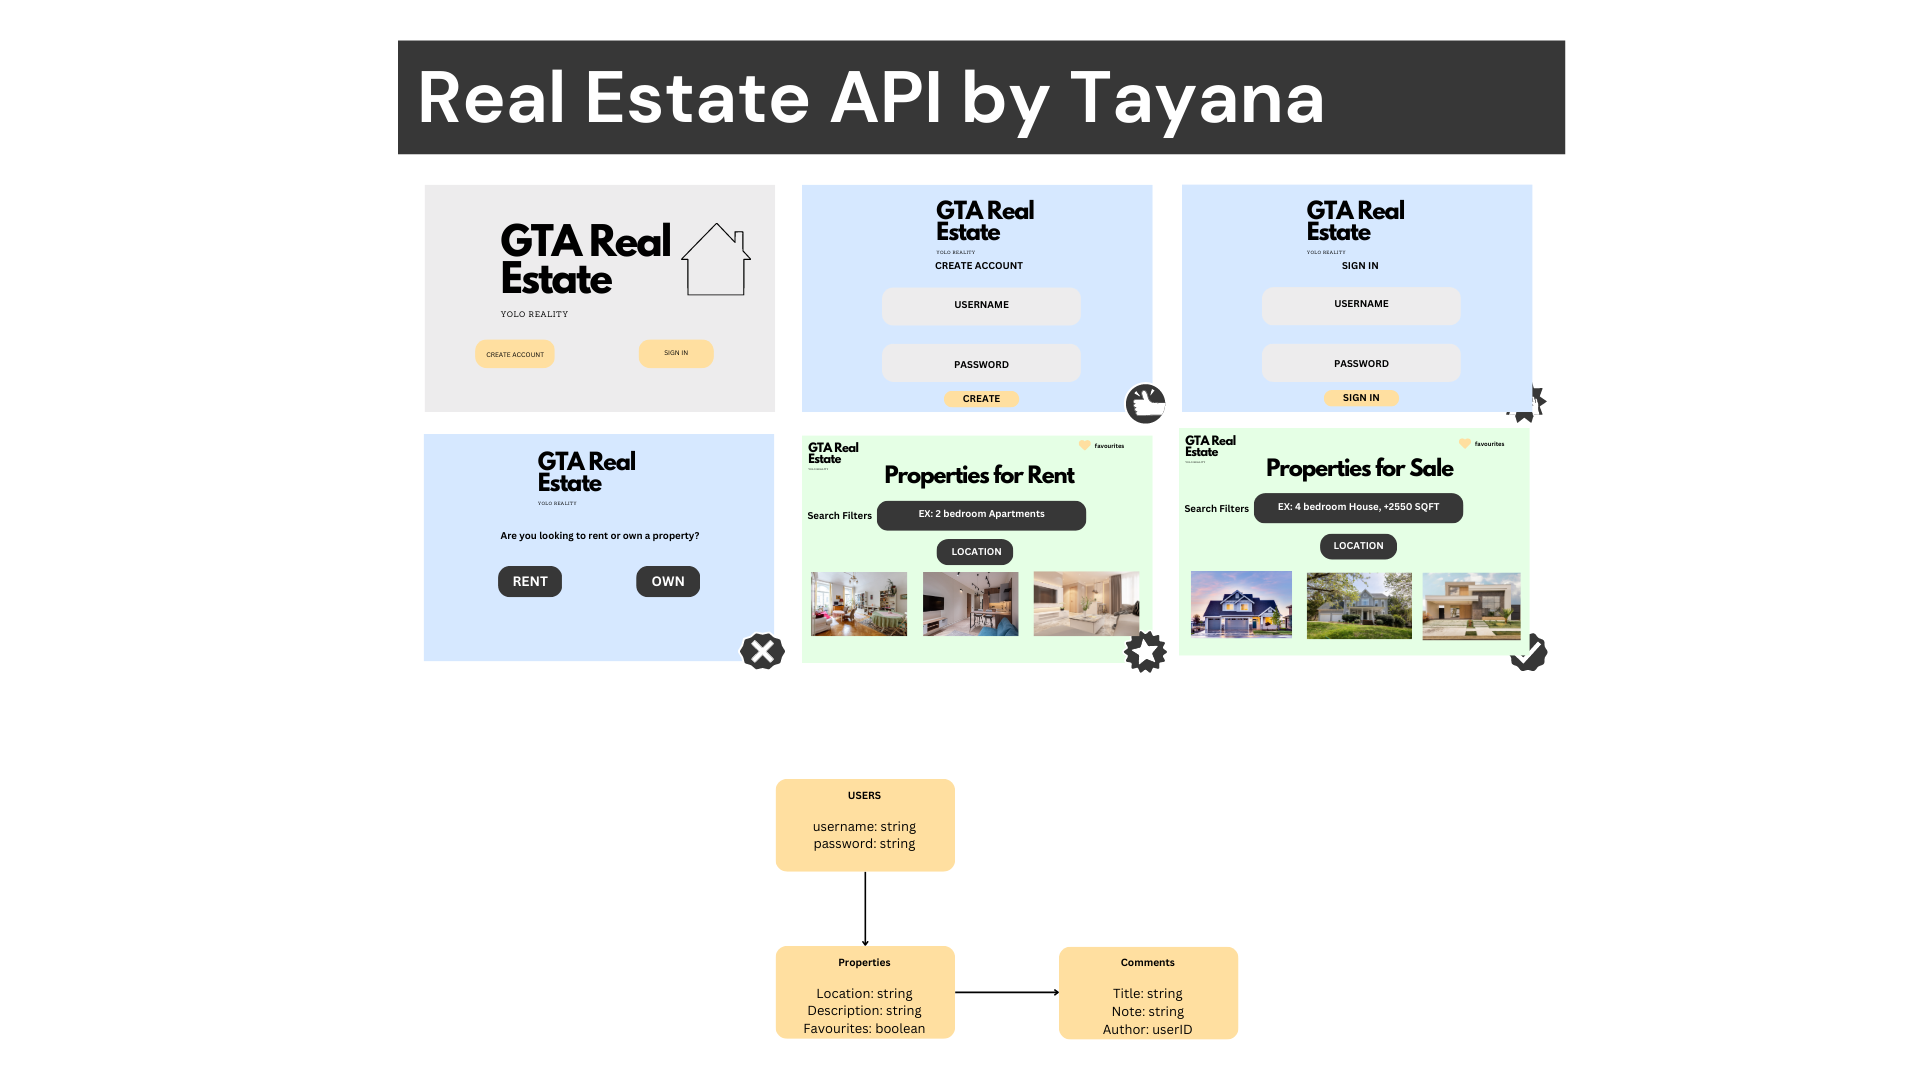 Real Estate API by Tayana
GTA Real
Estate
YOLO REALITY
CREATE ACCOUNT
SIGN IN
GTA Real
Estate
YOLO REALITY
CREATE ACCOUNT
USERNAME
PASSWORD
CREATE
GTA Real
Estate
YOLO REALITY
SIGN IN
USERNAME
PASSWORD
SIGN IN
GTA Real
Estate
YOLO REALITY
Are you looking to rent or own a property?
RENT
OWN
GTA Real
Estate
favourites
Properties for Rent
Search Filters
EX: 2 bedroom Apartments
LOCATION
GTA Real
Estate
favourites
Properties for Sale
Search Filters
EX: 4 bedroom House, +2550 SQFT
LOCATION
USERS
username: string
password: string
Properties
Location: string
Description: string
Favourites: boolean
Comments
Title: string
Note: string
Author: userID